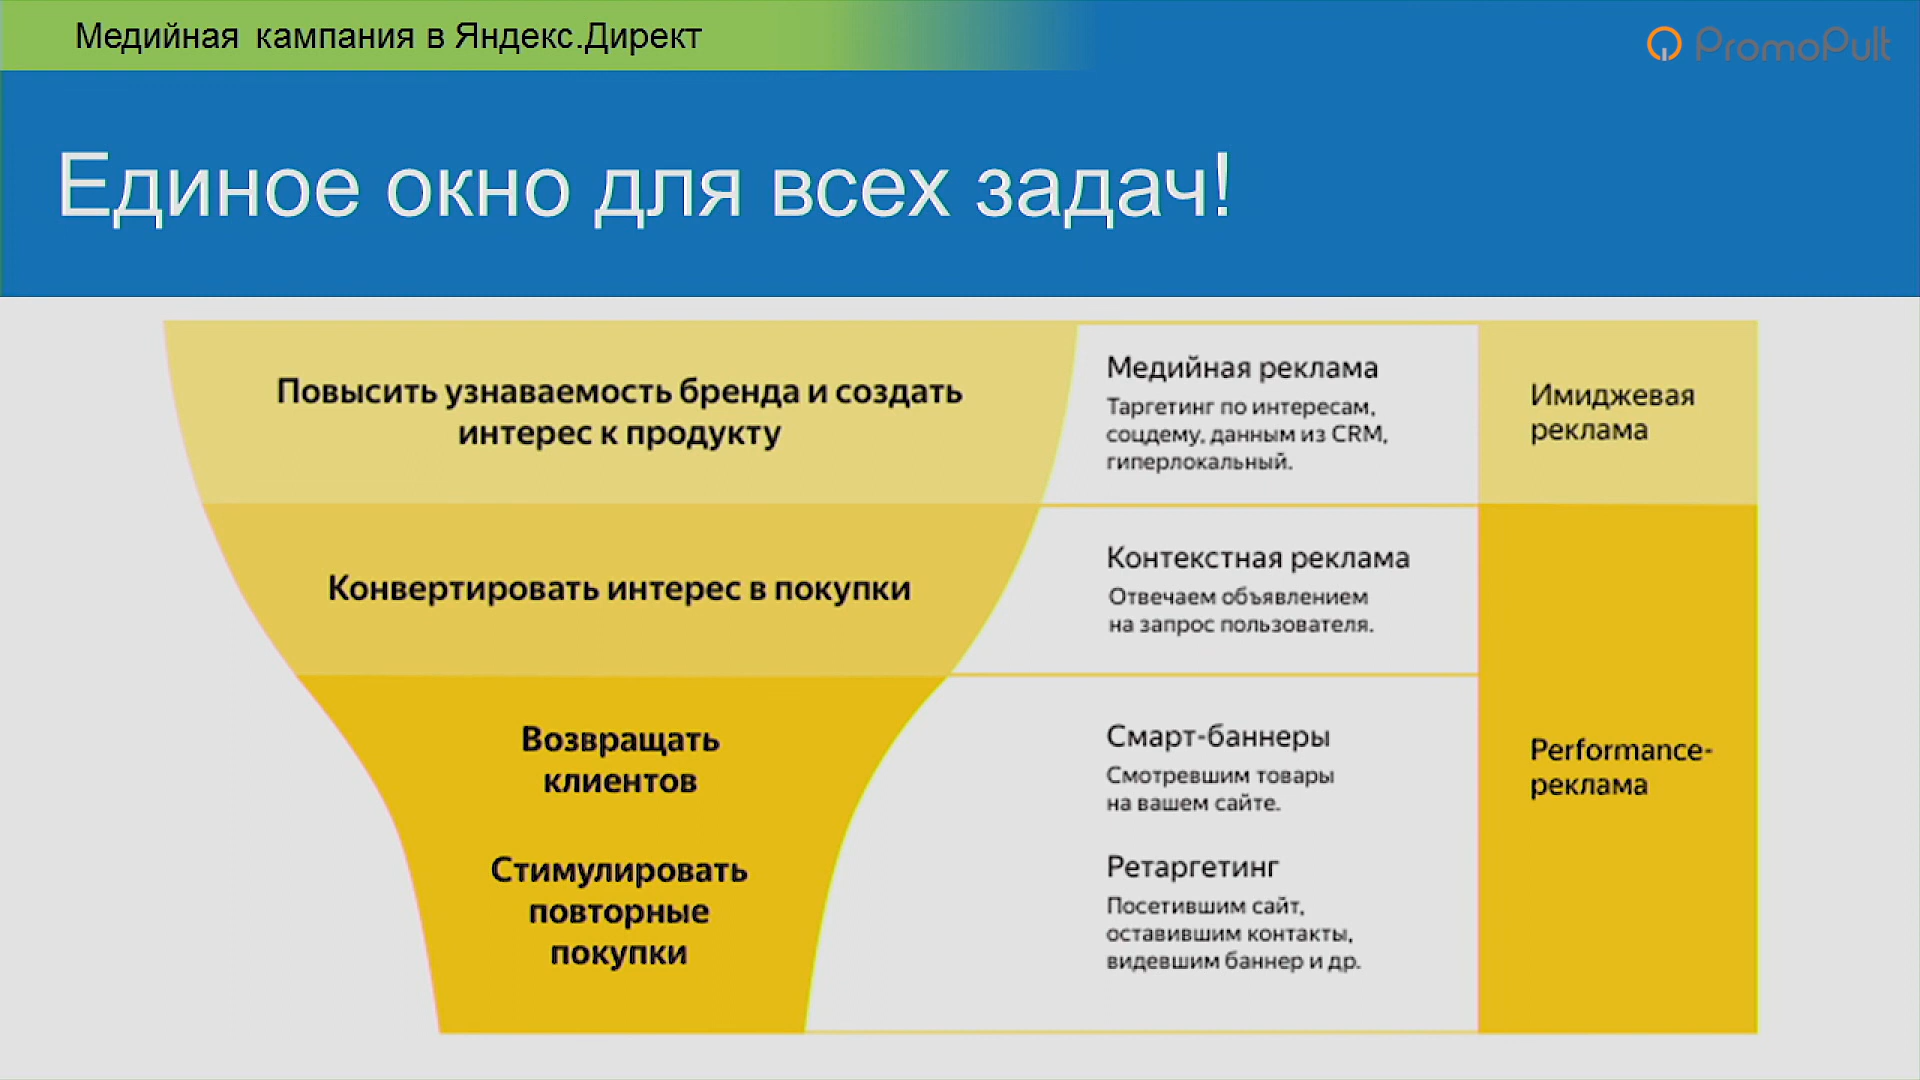 Медийная кампания в Яндекс.Директ
PromoPult
Единое окно для всех задач!
Повысить узнаваемость бренда и создать
интерес к продукту
Медийная реклама
Таргетинг по интересам,
соцдему, данным из CRM,
гиперлокальный.
Имиджевая
реклама
Конвертировать интерес в покупки
Контекстная реклама
Отвечаем объявлением
на запрос пользователя.
Возвращать
клиентов
Смарт-баннеры
Смотревшим товары
на вашем сайте.
Performance-
реклама
Стимулировать
повторные
покупки
Ретаргетинг
Посетившим сайт,
оставившим контакты,
видевшим баннер и др.